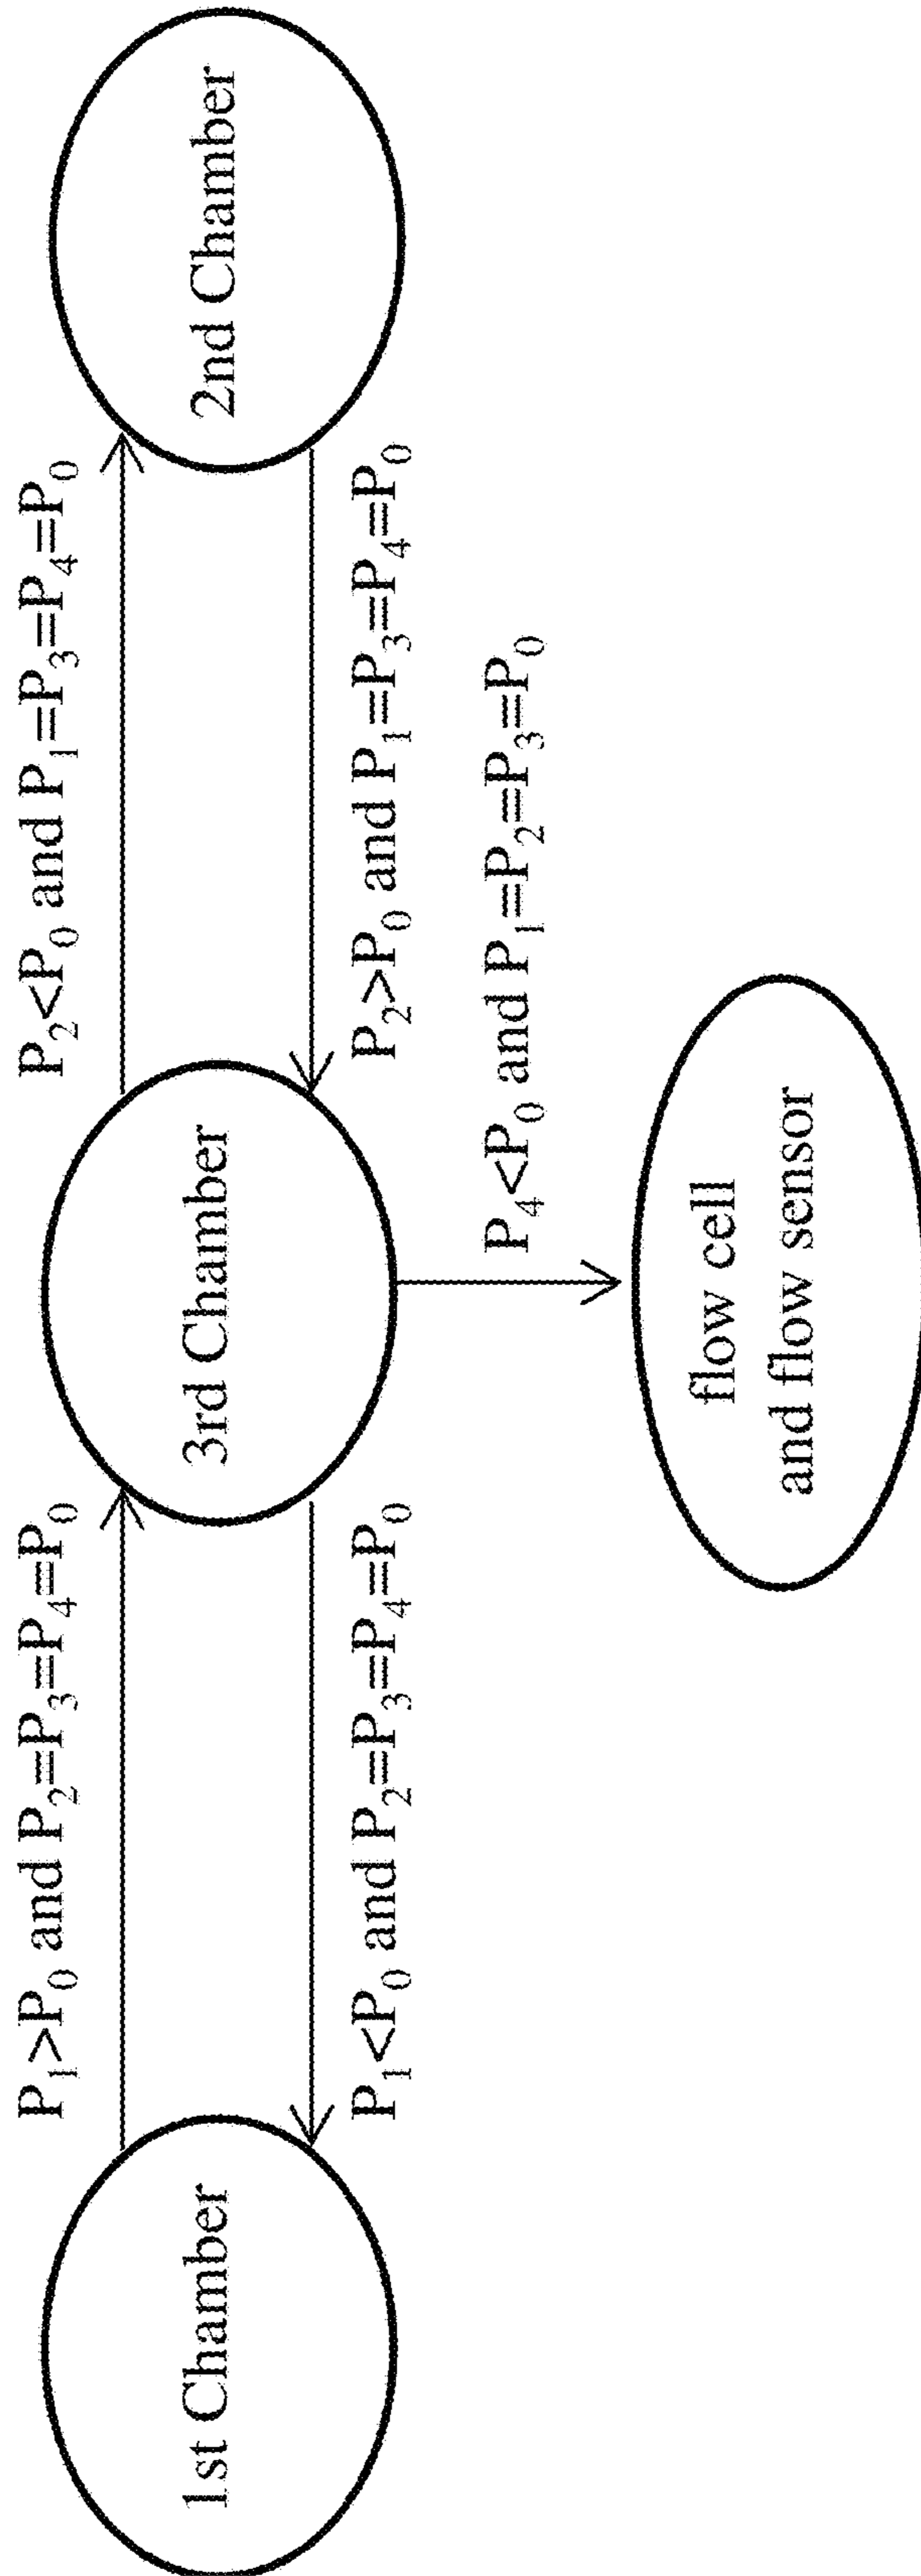 P₁>P₀ and P₂=P₃=P₄=P₀
P₂<P₀ and P₁=P₃=P₄=P₀
1st Chamber
3rd Chamber
2nd Chamber
P₁<P₀ and P₂=P₃=P₄=P₀
P₂>P₀ and P₁=P₃=P₄=P₀
P₄<P₀ and P₁=P₂=P₃=P₀
flow cell
and flow sensor